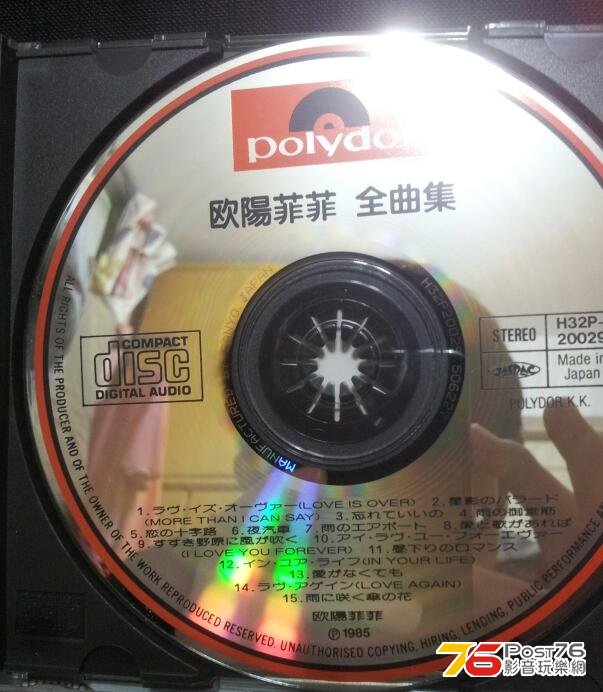 polydor
欧陽菲菲 全曲集
STEREO
H32P-
20029
JASRAC
Made in
Japan
POLYDOR K.K.
COMPACT
disc
DIGITAL AUDIO
MANUFACTURED
JAPAN
H32P20029
1.ラヴ・イズ・オーヴァー(LOVE IS OVER) 2.星影のバラード
(MORE THAN I CAN SAY) 3.忘れていいの 4.雨の御堂筋
5.恋の十字路 6.夜汽車 7.雨のエアポート 8.愛と歌があれば
9.すすき野原に風が吹く 10.アイ・ラヴ・ユー・フォーエヴァー
(I LOVE YOU FOREVER) 11.昼下りのロマンス
12.イン・ユア・ライフ(IN YOUR LIFE)
13.愛がなくても
14.ラヴ・アゲイン(LOVE AGAIN)
15.雨に咲く傘の花
欧陽菲菲
Ⓟ1985
ALL RIGHTS OF THE PRODUCER AND OF THE OWNER OF THE WORK REPRODUCED RESERVED. UNAUTHORISED COPYING, HIRING, LENDING, PUBLIC PERFORMANCE AND
76 Post76
影音玩樂網